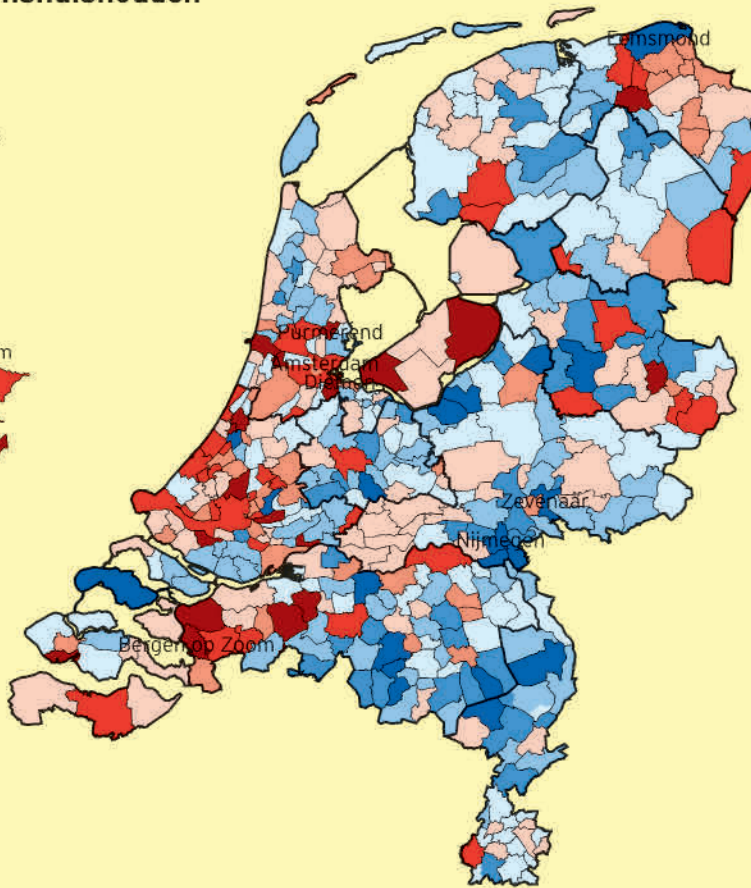 Eemsmond
Purmerend
Amsterdam
Diemen
Zevenaar
Nijmegen
Bergen op Zoom